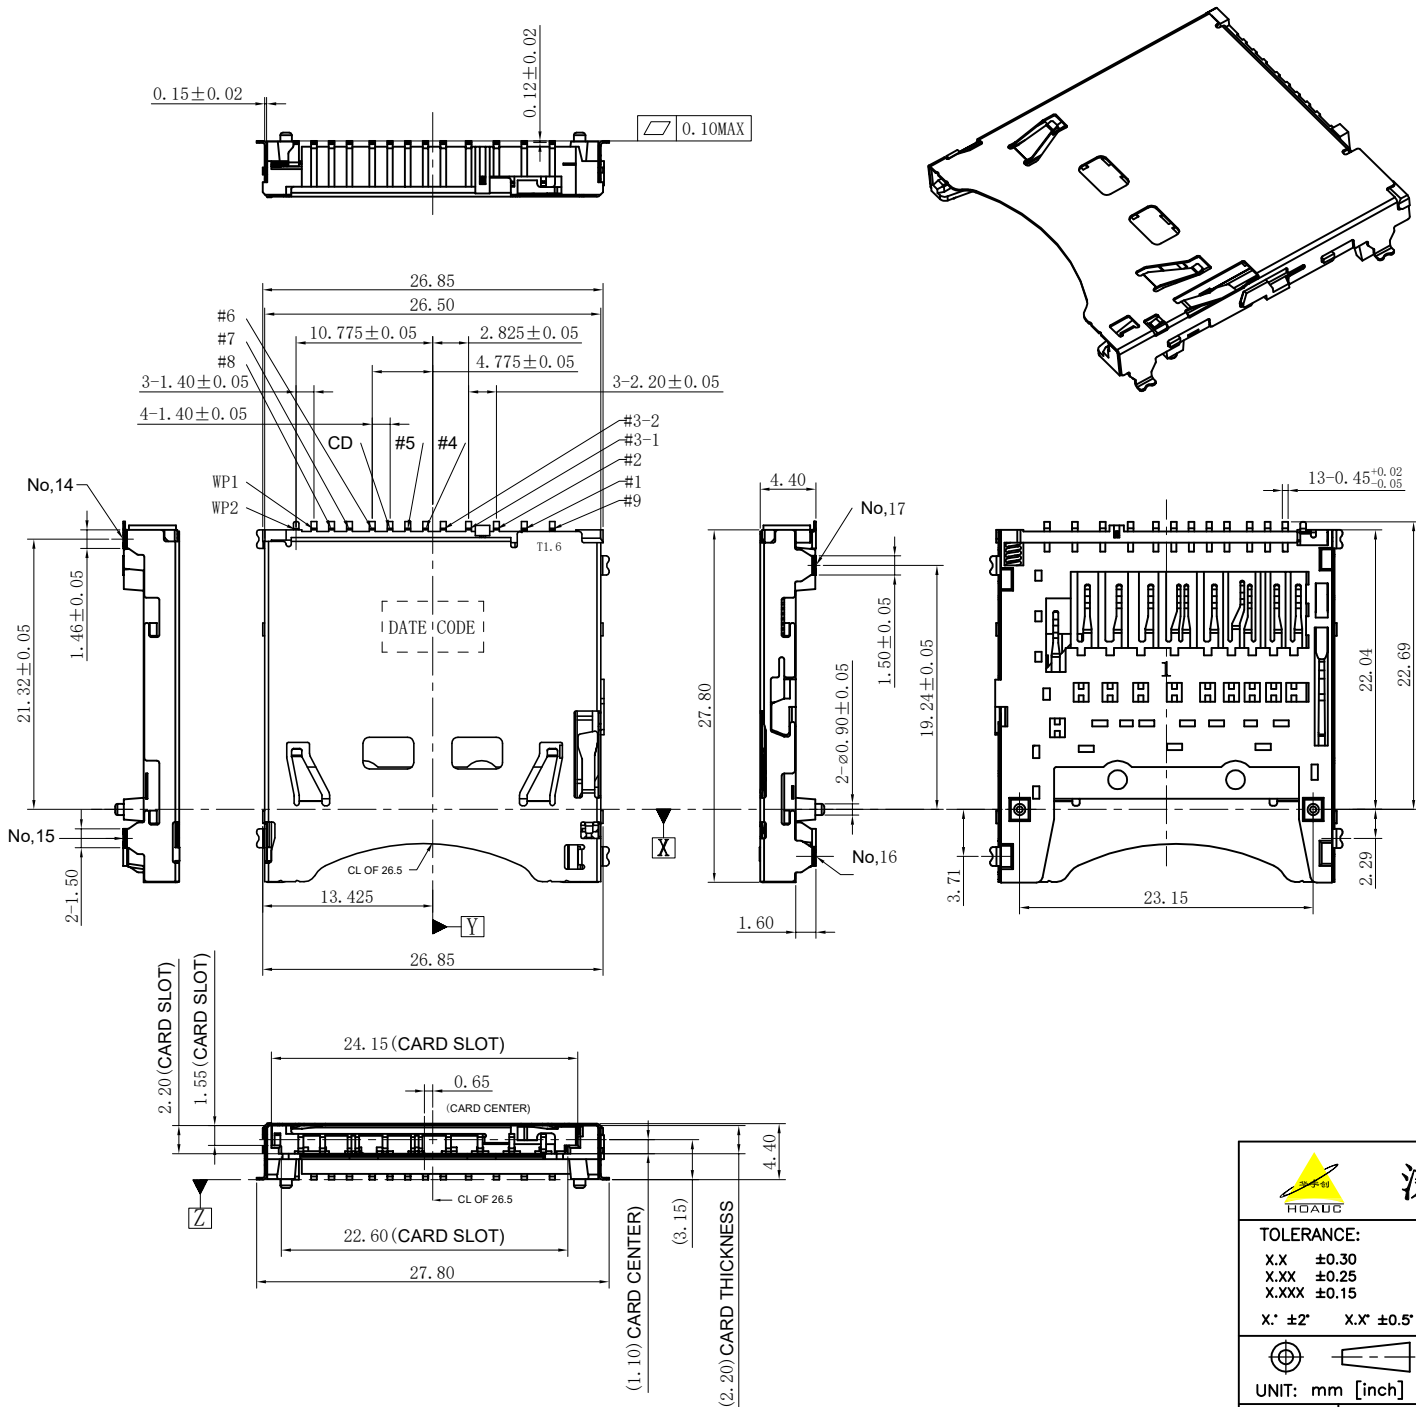 0.15±0.02
0.12±0.02
0.10MAX
26.85
26.50
#6
10.775±0.05
2.825±0.05
#7
#8
4.775±0.05
3-1.40±0.05
3-2.20±0.05
4-1.40±0.05
CD
#5
#4
#3-2
#3-1
#2
#1
#9
WP1
WP2
T1.6
DATE CODE
No,14
1.46±0.05
21.32±0.05
No,15
2-1.50
CL OF 26.5
13.425
Y
X
26.85
4.40
No,17
1.50±0.05
19.24±0.05
2-ø0.90±0.05
27.80
No,16
1.60
13-0.45+0.02 -0.05
1
22.04
22.69
3.71
2.29
23.15
2.20(CARD SLOT)
1.55(CARD SLOT)
24.15(CARD SLOT)
0.65
(CARD CENTER)
4.40
Z
CL OF 26.5
22.60(CARD SLOT)
27.80
(1.10)CARD CENTER)
(3.15)
(2.20)CARD THICKNESS
HOAUC
TOLERANCE:
X.X ±0.30
X.XX ±0.25
X.XXX ±0.15
X.° ±2° X.X° ±0.5°
UNIT: mm [inch]